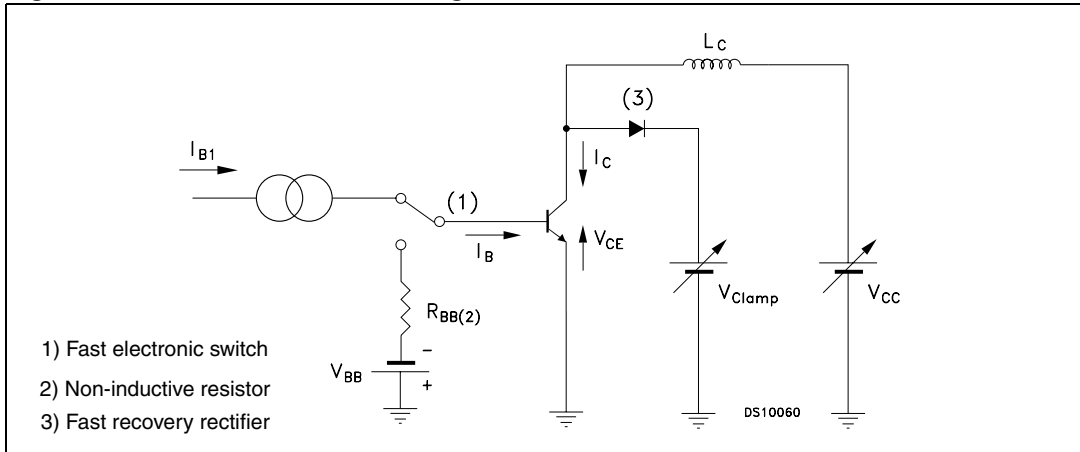 L_C
(3)
I_B1
I_C
(1)
I_B
V_CE
R_BB(2)
V_Clamp
V_CC
V_BB
−
+
1) Fast electronic switch
2) Non-inductive resistor
3) Fast recovery rectifier
DS10060